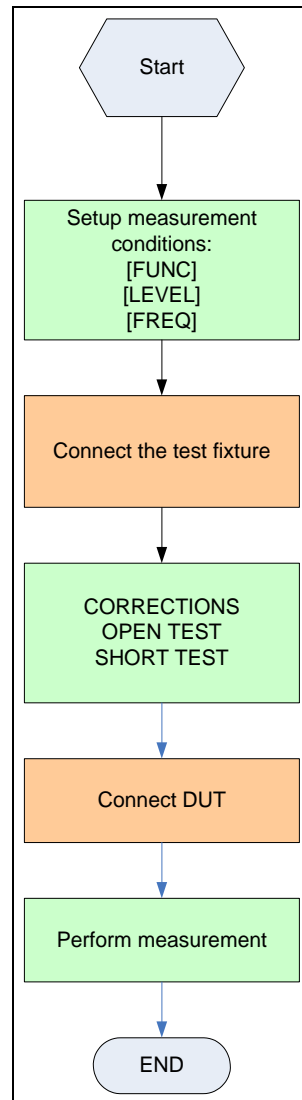 Start
Setup measurement
conditions:
[FUNC]
[LEVEL]
[FREQ]
Connect the test fixture
CORRECTIONS
OPEN TEST
SHORT TEST
Connect DUT
Perform measurement
END